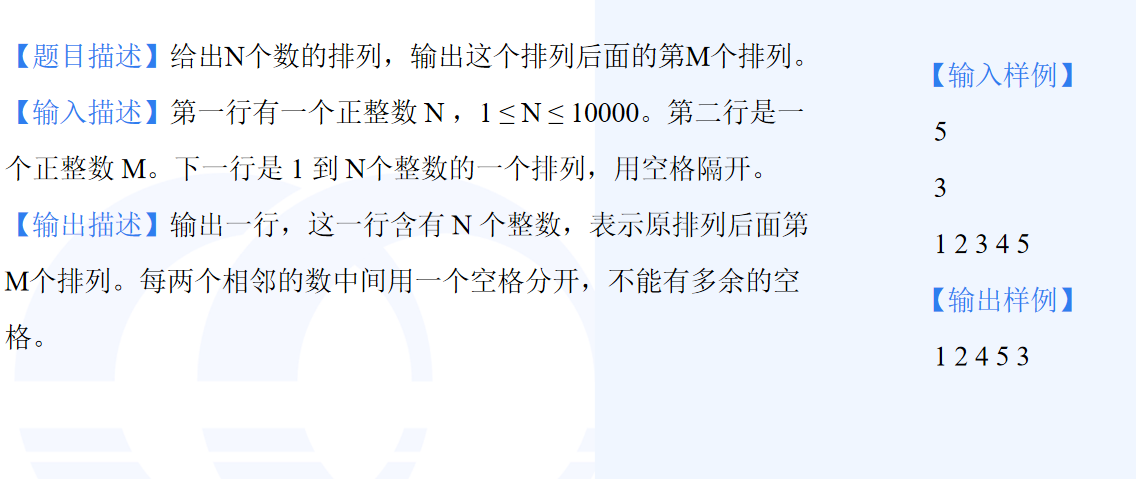 【题目描述】给出N个数的排列，输出这个排列后面的第M个排列。
【输入描述】第一行有一个正整数 N ，1 ≤ N ≤ 10000。第二行是一
个正整数 M。下一行是 1 到 N个整数的一个排列，用空格隔开。
【输出描述】输出一行，这一行含有 N 个整数，表示原排列后面第
M个排列。每两个相邻的数中间用一个空格分开，不能有多余的空
格。
【输入样例】
5
3
1 2 3 4 5
【输出样例】
1 2 4 5 3